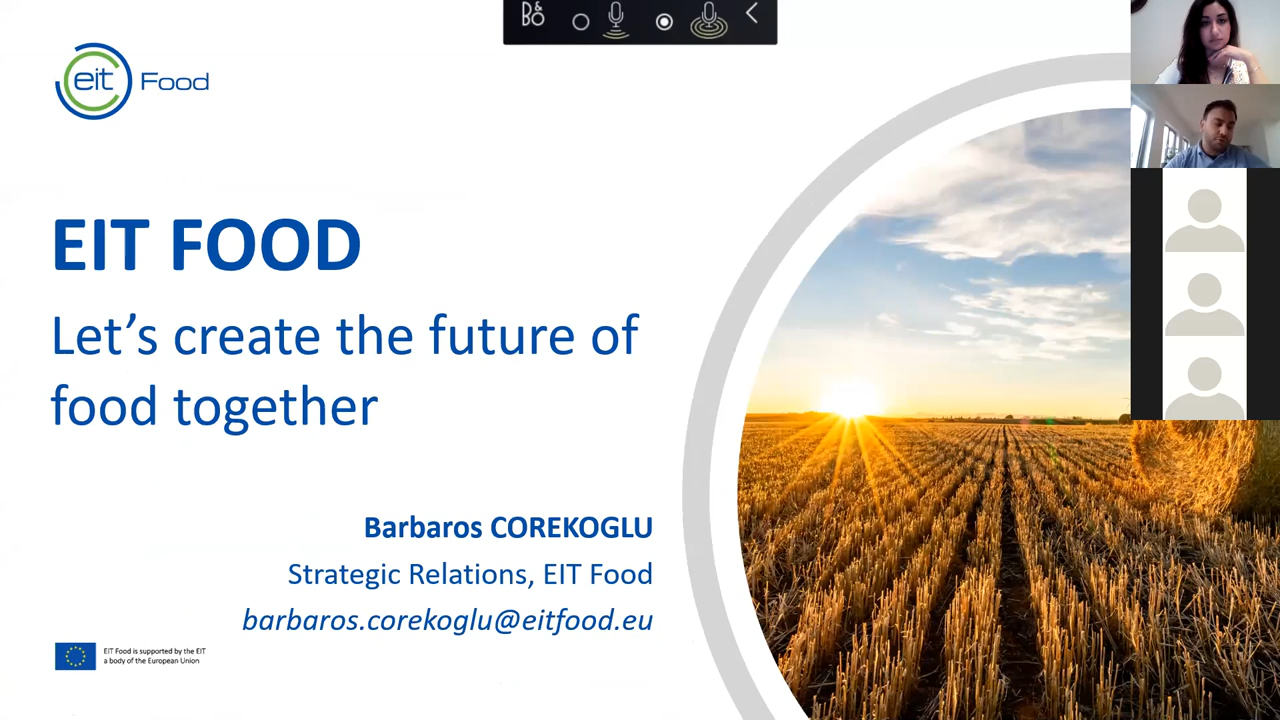 B&
BO
eit Food
EIT FOOD
Let’s create the future of
food together
Barbaros COREKOGLU
Strategic Relations, EIT Food
barbaros.corekoglu@eitfood.eu
EIT Food is supported by the EIT
a body of the European Union